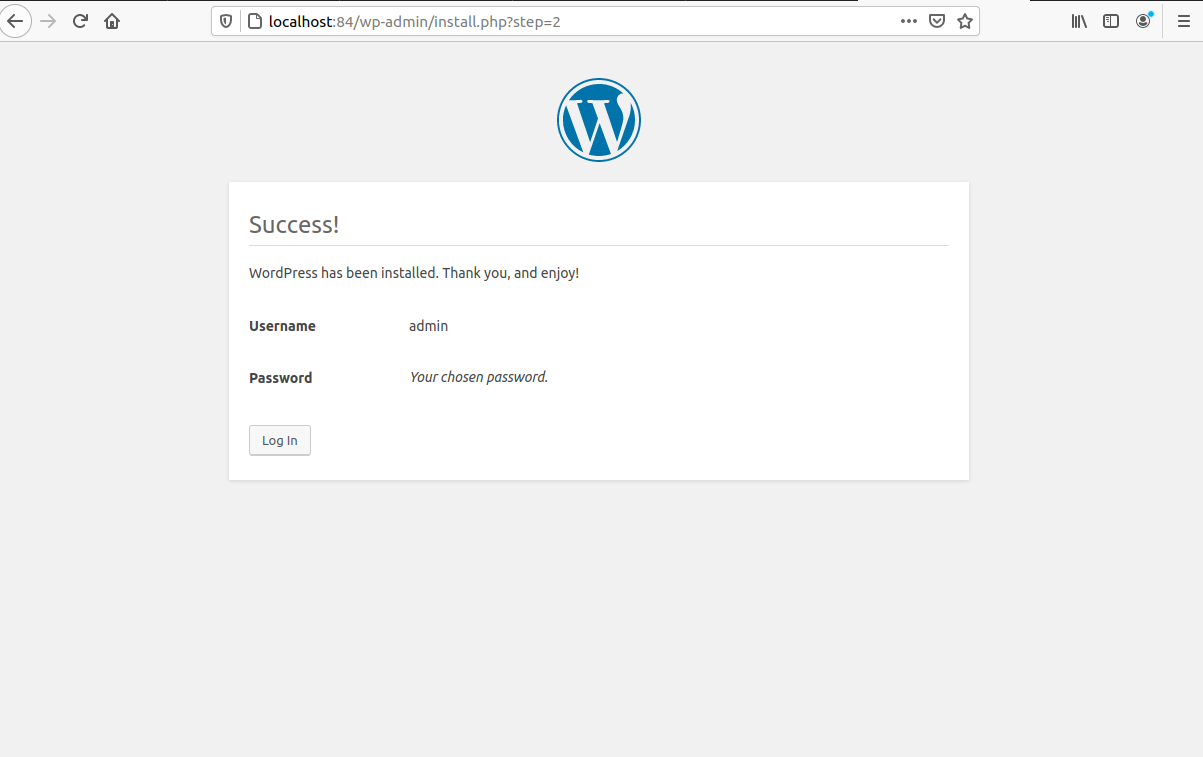 localhost:84/wp-admin/install.php?step=2
W
Success!
WordPress has been installed. Thank you, and enjoy!
Username admin
Password Your chosen password.
Log In